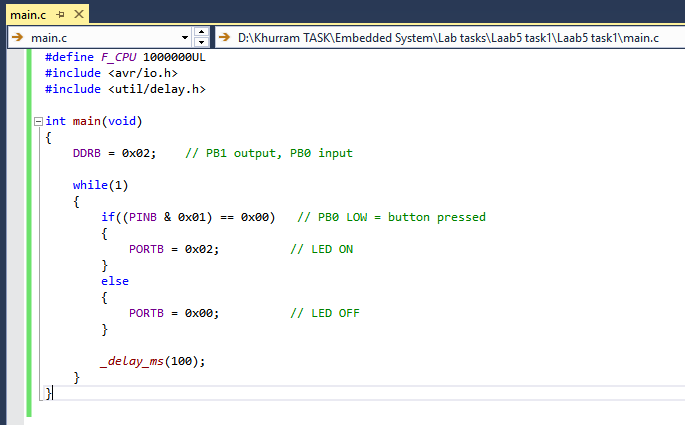 main.c
main.c
D:\Khurram TASK\Embedded System\Lab tasks\Laab5 task1\Laab5 task1\main.c
#define F_CPU 1000000UL
#include <avr/io.h>
#include <util/delay.h>
int main(void)
{
DDRB = 0x02;    // PB1 output, PB0 input
while(1)
{
if((PINB & 0x01) == 0x00)   // PB0 LOW = button pressed
{
PORTB = 0x02;          // LED ON
}
else
{
PORTB = 0x00;          // LED OFF
}
_delay_ms(100);
}
}